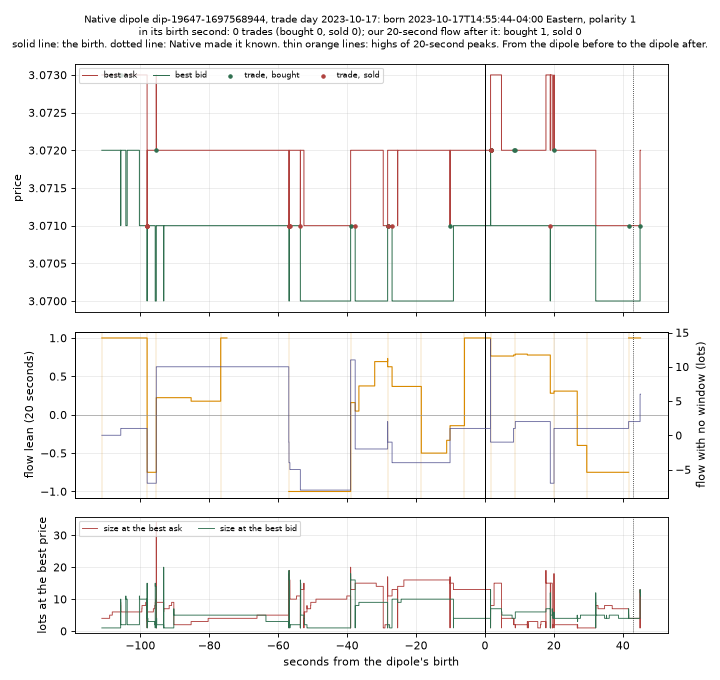 Native dipole dip-19647-1697568944, trade day 2023-10-17: born 2023-10-17T14:55:44-04:00 Eastern, polarity 1
in its birth second: 0 trades (bought 0, sold 0); our 20-second flow after it: bought 1, sold 0
solid line: the birth. dotted line: Native made it known. thin orange lines: highs of 20-second peaks. From the dipole before to the dipole after.
best ask
best bid
trade, bought
trade, sold
3.0730
3.0725
3.0720
3.0715
3.0710
3.0705
3.0700
price
1.0
0.5
0.0
−0.5
−1.0
flow lean (20 seconds)
15
10
5
0
−5
flow with no window (lots)
size at the best ask
size at the best bid
30
20
10
0
lots at the best price
−100
−80
−60
−40
−20
0
20
40
seconds from the dipole's birth